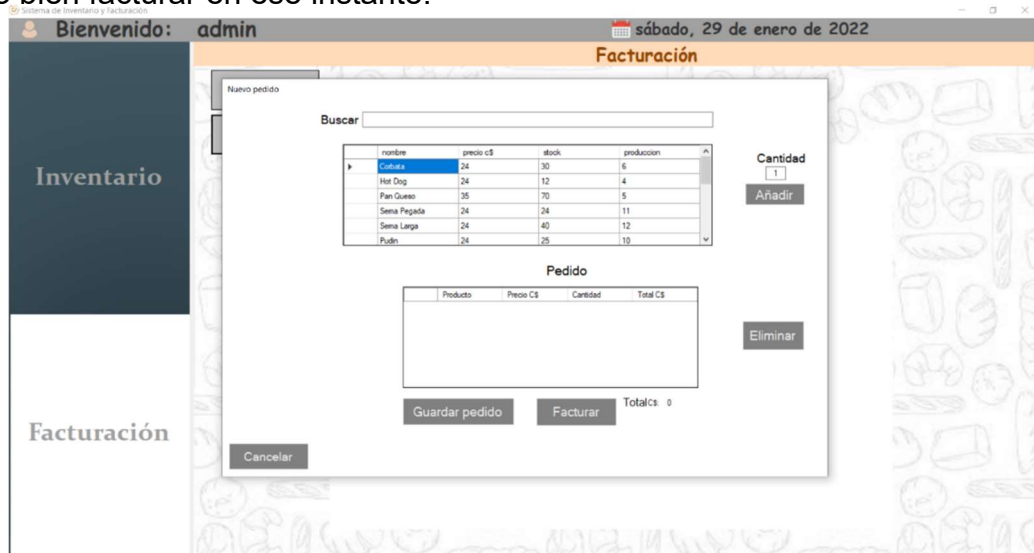 o bien facturar en ese instante.
Sistema de Inventario y Facturación
Bienvenido: admin sábado, 29 de enero de 2022
Facturación
Nuevo pedido
Buscar
nombre precio c$ stock produccion
Corbata 24 30 6
Hot Dog 24 12 4
Pan Queso 35 70 5
Sema Pegada 24 24 11
Sema Larga 24 40 12
Pudin 24 25 10
Cantidad
1
Añadir
Inventario
Pedido
Producto Precio C$ Cantidad Total C$
Eliminar
Guardar pedido Facturar Total C$: 0
Facturación
Cancelar